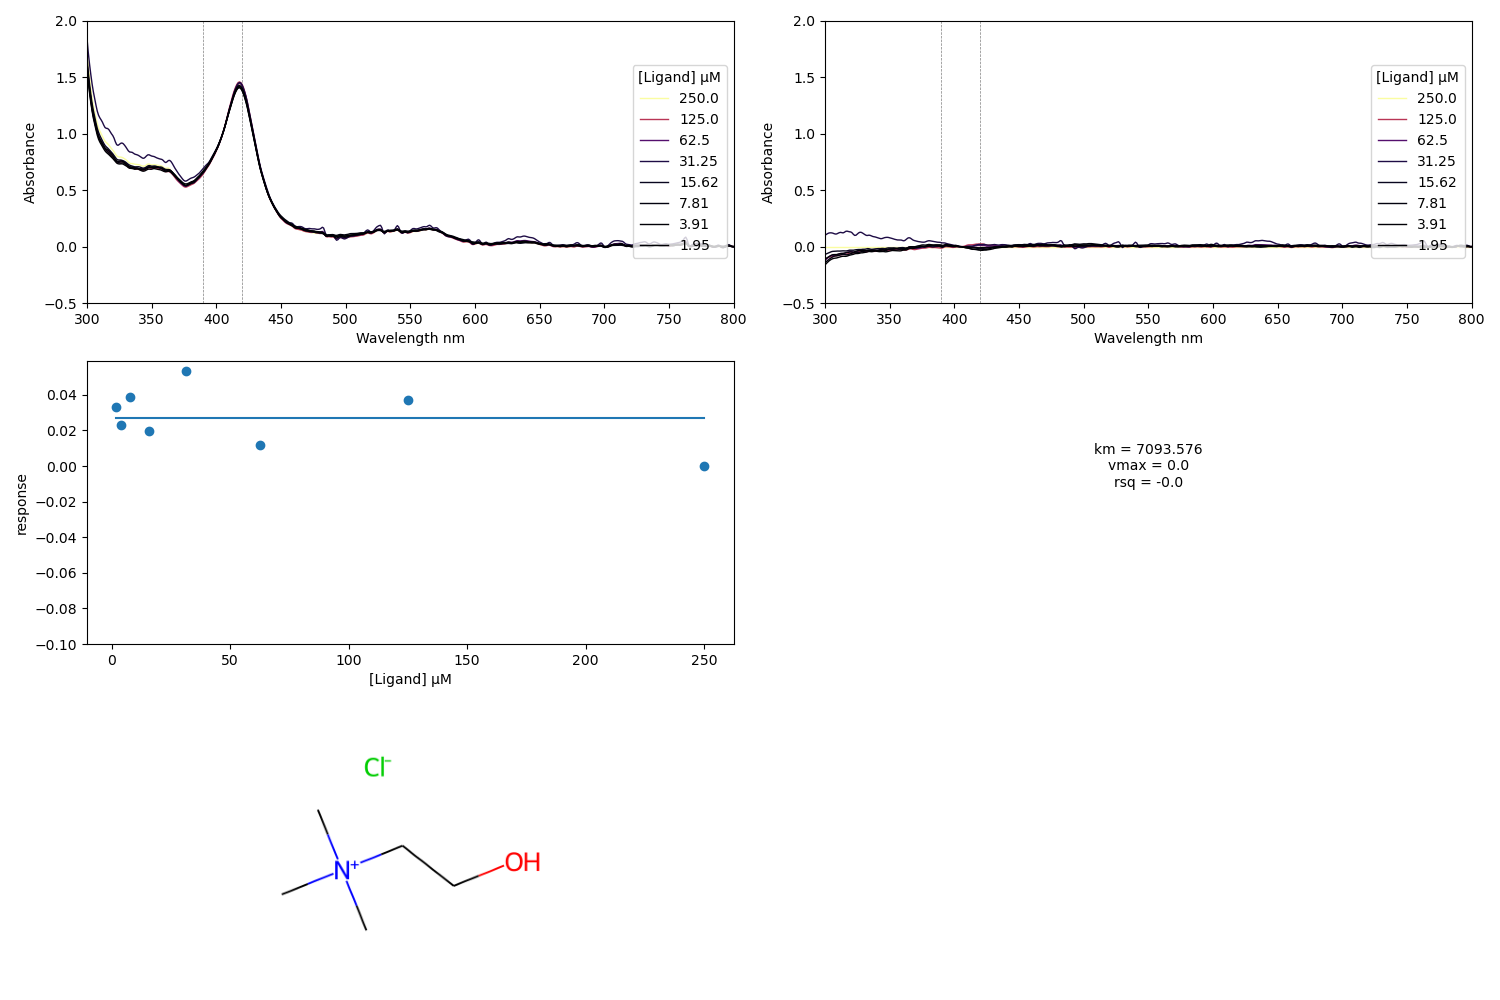 2.0
1.5
1.0
0.5
0.0
−0.5
Absorbance
300 350 400 450 500 550 600 650 700 750 800
Wavelength nm
[Ligand] μM
250.0
125.0
62.5
31.25
15.62
7.81
3.91
1.95
2.0
1.5
1.0
0.5
0.0
−0.5
Absorbance
300 350 400 450 500 550 600 650 700 750 800
Wavelength nm
[Ligand] μM
250.0
125.0
62.5
31.25
15.62
7.81
3.91
1.95
0.04
0.02
0.00
−0.02
−0.04
−0.06
−0.08
−0.10
response
0 50 100 150 200 250
[Ligand] μM
km = 7093.576
vmax = 0.0
rsq = -0.0
Cl⁻
N⁺
OH